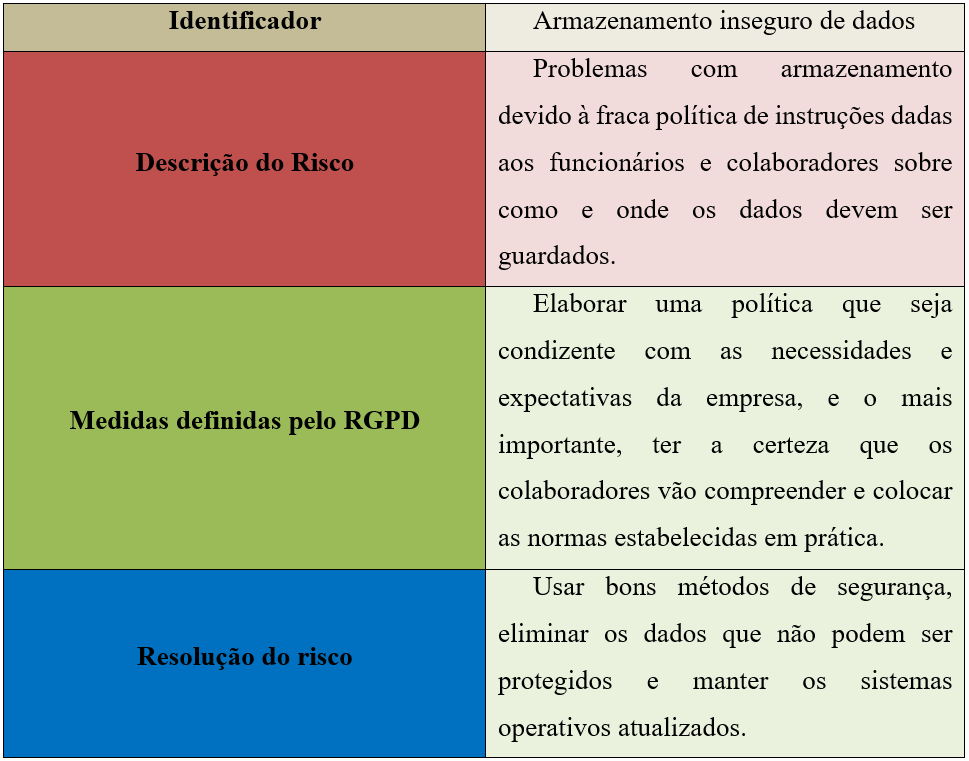 Identificador
Armazenamento inseguro de dados
Descrição do Risco
Problemas com armazenamento
devido à fraca política de instruções dadas
aos funcionários e colaboradores sobre
como e onde os dados devem ser
guardados.
Medidas definidas pelo RGPD
Elaborar uma política que seja
condizente com as necessidades e
expectativas da empresa, e o mais
importante, ter a certeza que os
colaboradores vão compreender e colocar
as normas estabelecidas em prática.
Resolução do risco
Usar bons métodos de segurança,
eliminar os dados que não podem ser
protegidos e manter os sistemas
operativos atualizados.